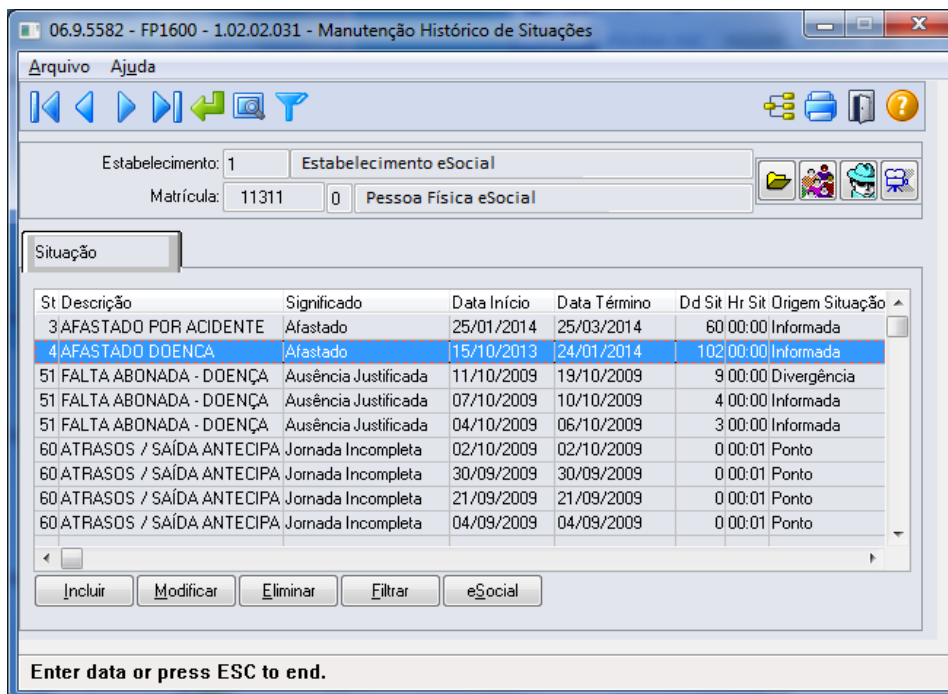 06.9.5582 - FP1600 - 1.02.02.031 - Manutenção Histórico de Situações
Arquivo Ajuda
Estabelecimento: 1 Estabelecimento eSocial
Matrícula: 11311 0 Pessoa Física eSocial
Situação
St Descrição Significado Data Início Data Término Dd Sit Hr Sit Origem Situação
3 AFASTADO POR ACIDENTE Afastado 25/01/2014 25/03/2014 60 00:00 Informada
4 AFASTADO DOENCA Afastado 15/10/2013 24/01/2014 102 00:00 Informada
51 FALTA ABONADA - DOENÇA Ausência Justificada 11/10/2009 19/10/2009 9 00:00 Divergência
51 FALTA ABONADA - DOENÇA Ausência Justificada 07/10/2009 10/10/2009 4 00:00 Informada
51 FALTA ABONADA - DOENÇA Ausência Justificada 04/10/2009 06/10/2009 3 00:00 Informada
60 ATRASOS / SAÍDA ANTECIPA Jornada Incompleta 02/10/2009 02/10/2009 0 00:01 Ponto
60 ATRASOS / SAÍDA ANTECIPA Jornada Incompleta 30/09/2009 30/09/2009 0 00:01 Ponto
60 ATRASOS / SAÍDA ANTECIPA Jornada Incompleta 21/09/2009 21/09/2009 0 00:01 Ponto
60 ATRASOS / SAÍDA ANTECIPA Jornada Incompleta 04/09/2009 04/09/2009 0 00:01 Ponto
Incluir Modificar Eliminar Filtrar eSocial
Enter data or press ESC to end.